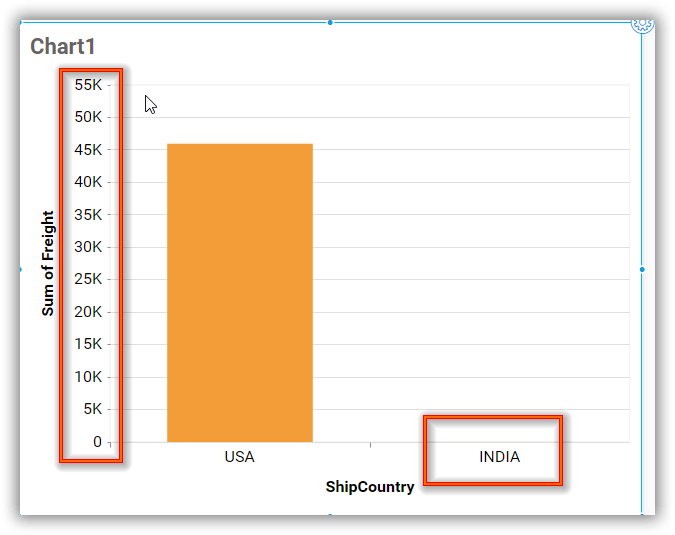 Chart1
55K
50K
45K
40K
35K
30K
25K
20K
15K
10K
5K
0
Sum of Freight
USA
INDIA
ShipCountry